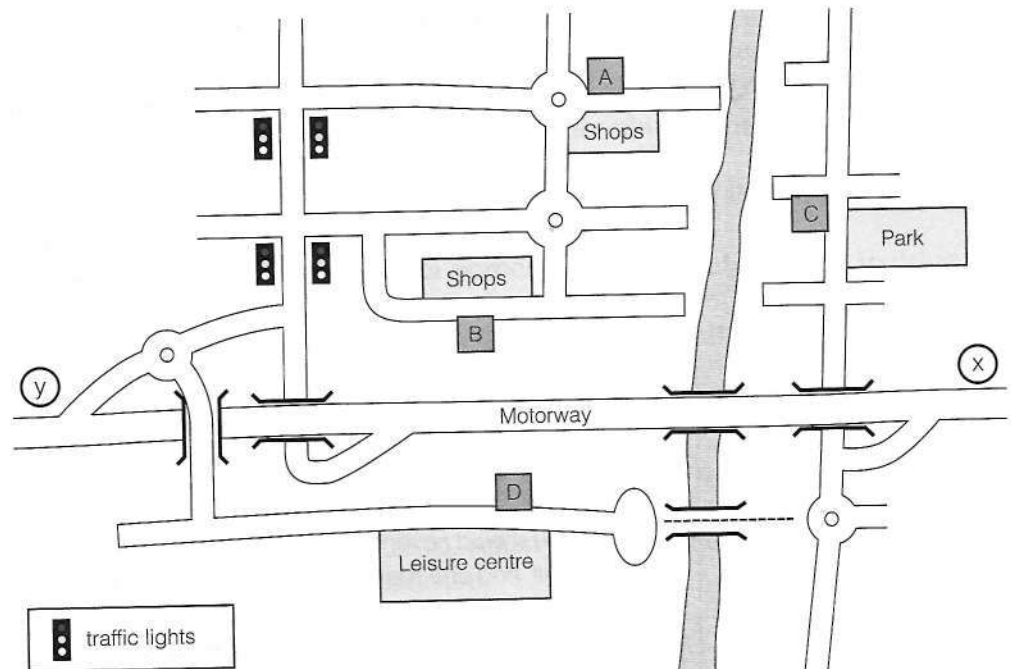 A
Shops
C
Park
Shops
B
y
x
Motorway
D
Leisure centre
traffic lights